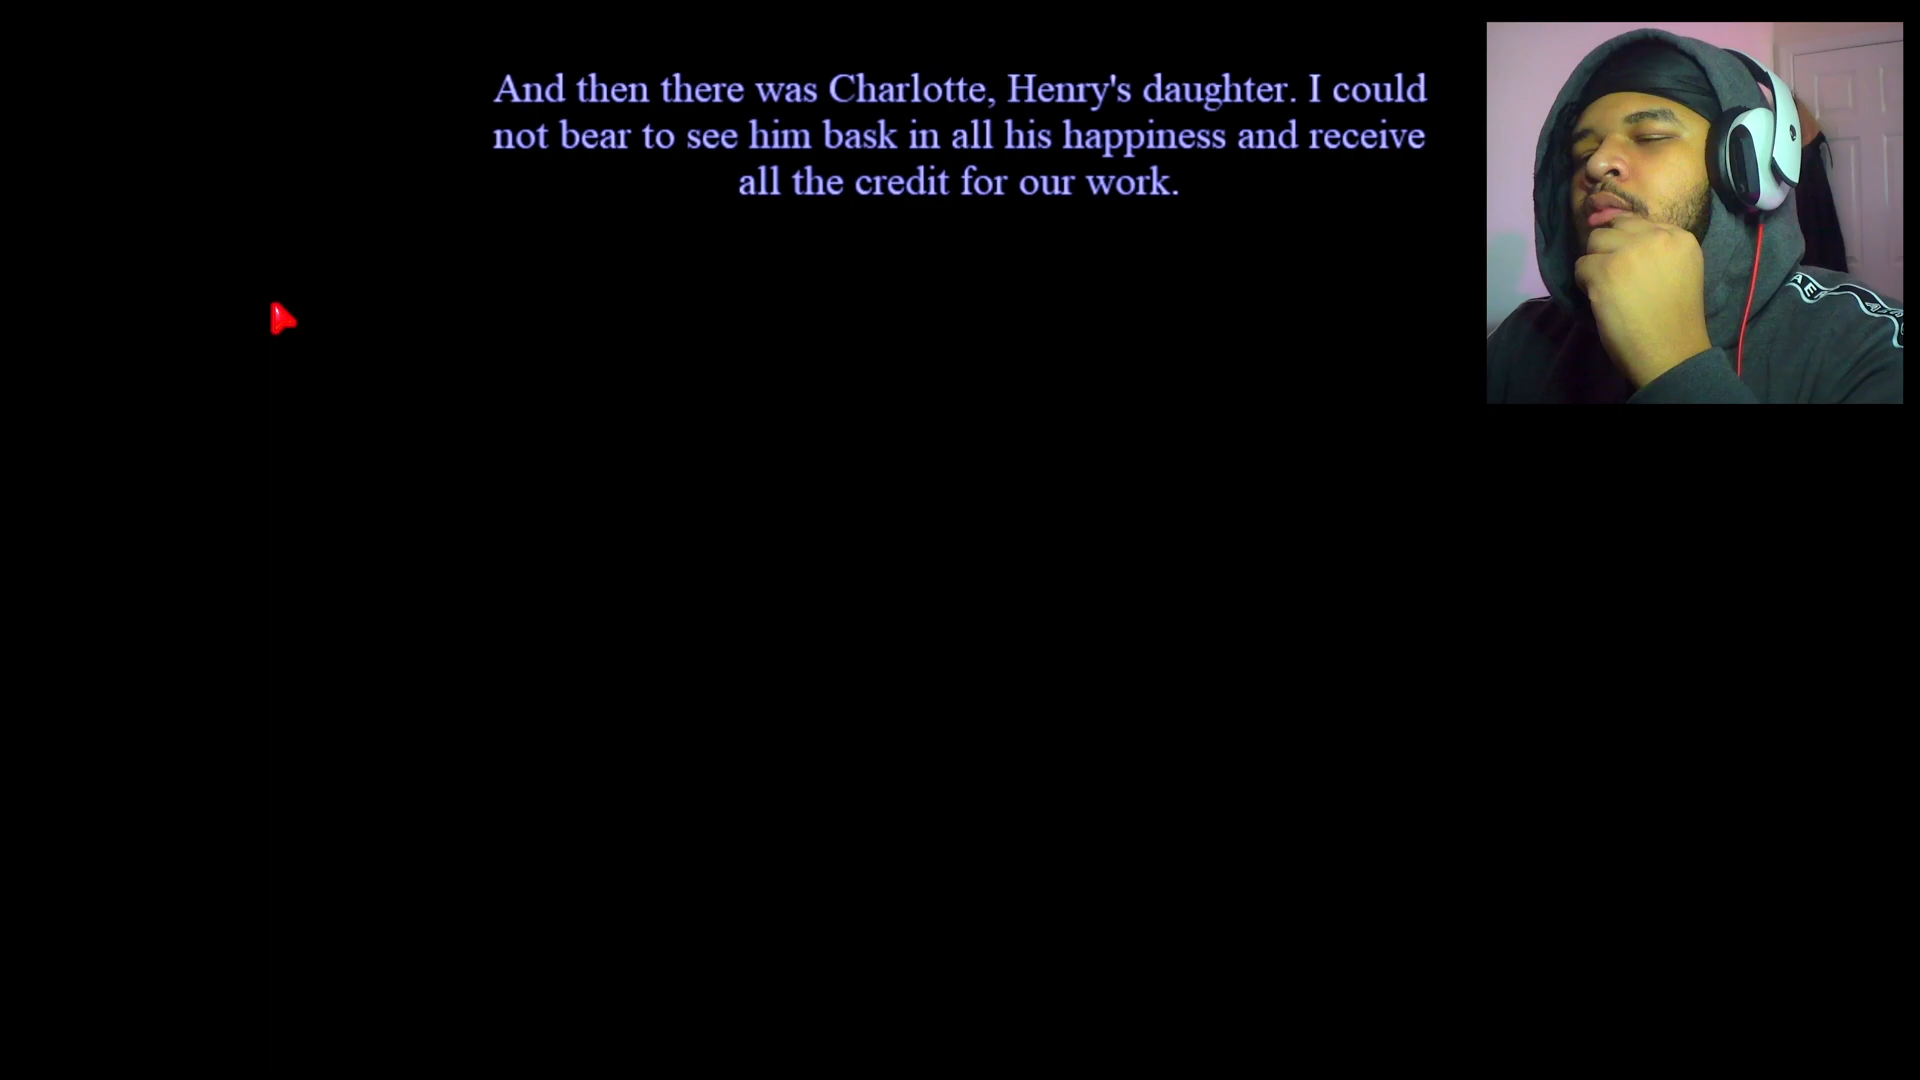 And then there was Charlotte, Henry's daughter. I could
not bear to see him bask in all his happiness and receive
all the credit for our work.